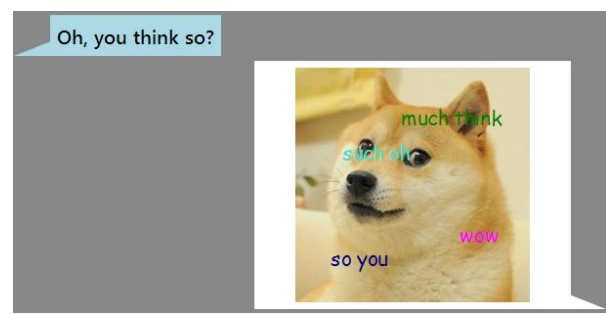 Oh, you think so?
much think
such oh
wow
so you